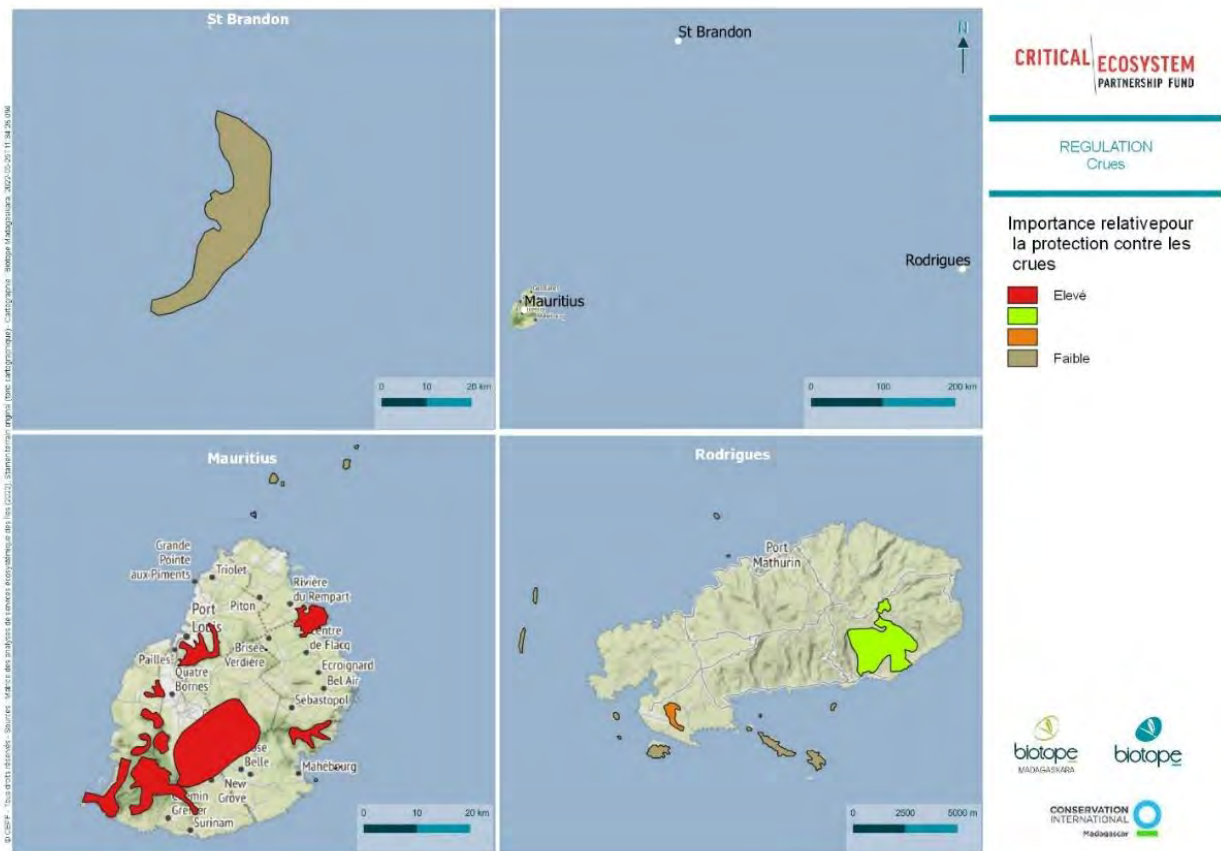 St Brandon
0 10 20 km
St Brandon
N
Rodrigues
Mauritius
0 100 200 km
CRITICAL ECOSYSTEM
PARTNERSHIP FUND
REGULATION
Crues
Importance relativepour
la protection contre les
crues
Elevé
Faible
Mauritius
Grande
Pointe
aux Piments
Triolet
Rivière
du Rempart
Piton
Port
Louis
Centre
de Flacq
Pailles
Brisée
Verdière
Quatre
Bornes
Ecroignard
Bel Air
Sébastopol
Belle
Mahebourg
New
Grove
Surinam
0 10 20 km
Rodrigues
Port
Mathurin
0 2500 5000 m
biotope
MADAGASKARA
biotope
CONSERVATION
INTERNATIONAL
Madagascar